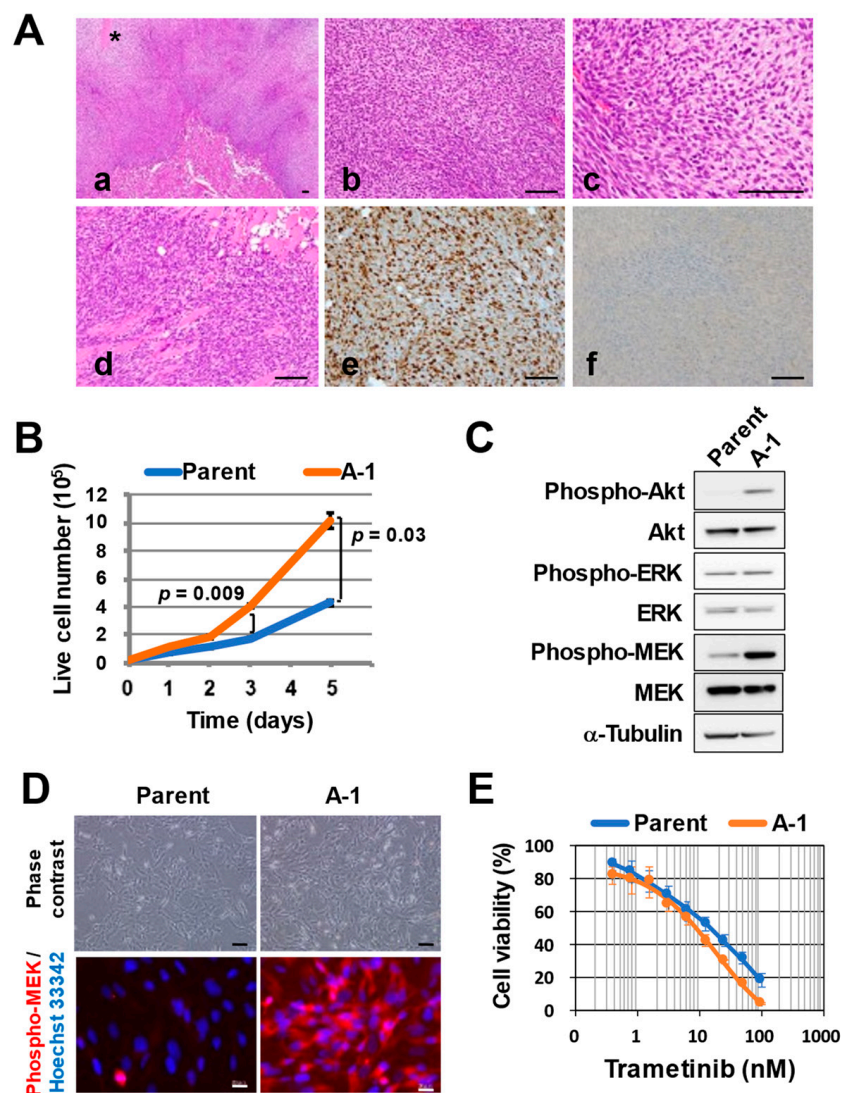 A
*
a
b
c
d
e
f
B
Parent
A-1
Live cell number (10⁵)
12
10
8
6
4
2
0
p = 0.009
p = 0.03
0 1 2 3 4 5
Time (days)
C
Parent
A-1
Phospho-Akt
Akt
Phospho-ERK
ERK
Phospho-MEK
MEK
α-Tubulin
D
Parent
A-1
Phase
contrast
Phospho-MEK /
Hoechst 33342
E
Parent
A-1
Cell viability (%)
100
80
60
40
20
0
0 1 10 100 1000
Trametinib (nM)